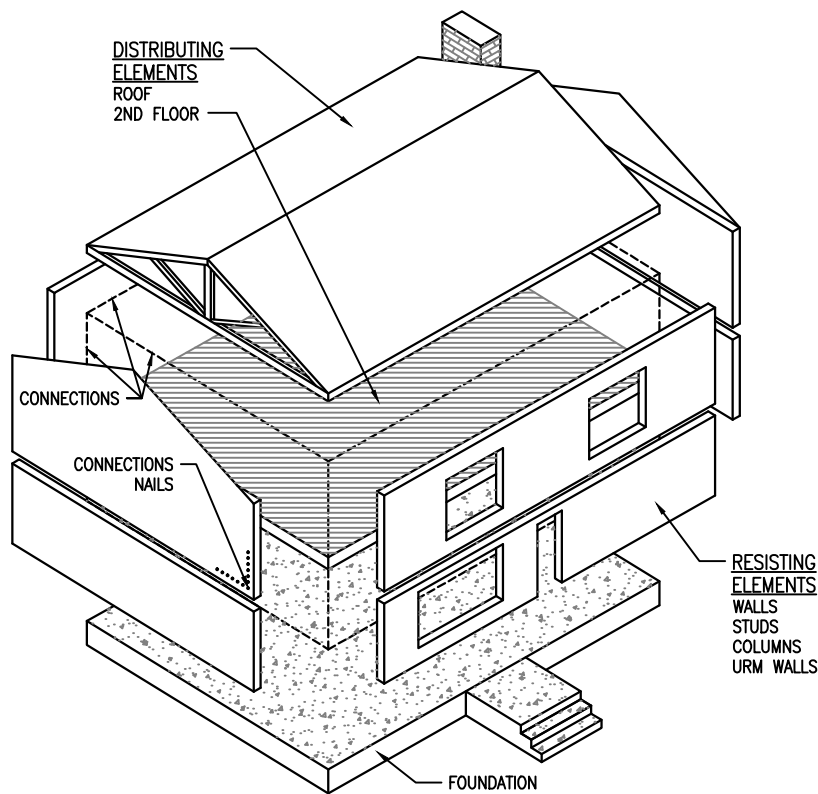 DISTRIBUTING
ELEMENTS
ROOF
2ND FLOOR
CONNECTIONS
CONNECTIONS
NAILS
RESISTING
ELEMENTS
WALLS
STUDS
COLUMNS
URM WALLS
FOUNDATION